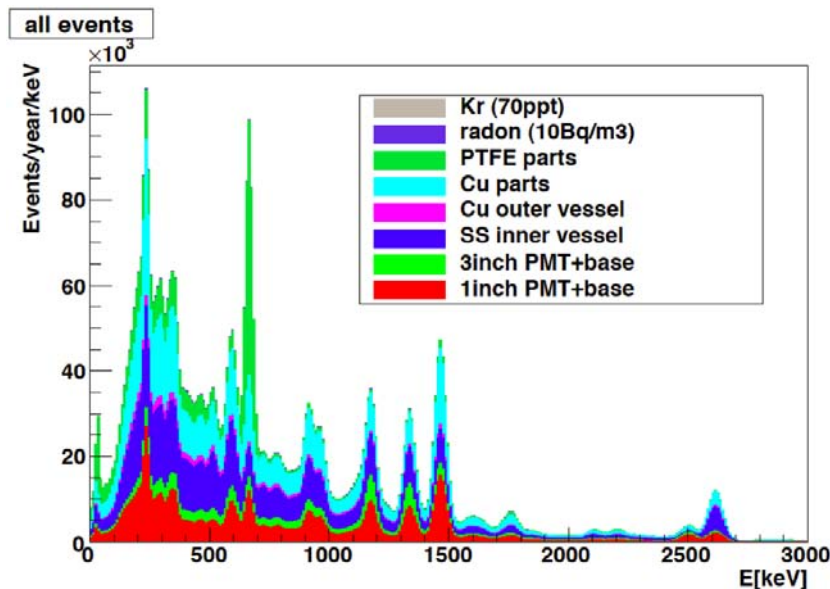 all events
×10³
Events/year/keV
100
80
60
40
20
0
Kr (70ppt)
radon (10Bq/m3)
PTFE parts
Cu parts
Cu outer vessel
SS inner vessel
3inch PMT+base
1inch PMT+base
0 500 1000 1500 2000 2500 3000
E[keV]